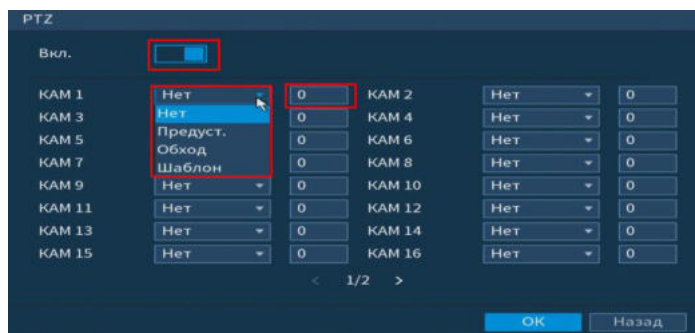 PTZ
Вкл.
КАМ 1 Нет 0 КАМ 2 Нет 0
КАМ 3 Нет 0 КАМ 4 Нет 0
Предуст.
КАМ 5 0 КАМ 6 Нет 0
Обход
КАМ 7 Шаблон 0 КАМ 8 Нет 0
КАМ 9 Нет 0 КАМ 10 Нет 0
КАМ 11 Нет 0 КАМ 12 Нет 0
КАМ 13 Нет 0 КАМ 14 Нет 0
КАМ 15 Нет 0 КАМ 16 Нет 0
< 1/2 >
ОК Назад